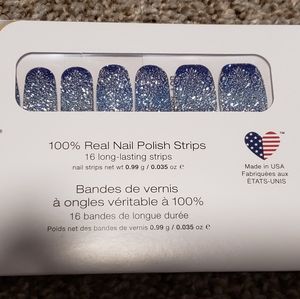 100% Real Nail Polish Strips
16 long-lasting strips
nail strips net wt 0.99 g / 0.035 oz e
Bandes de vernis
à ongles véritable à 100%
16 bandes de longue durée
Poids net des bandes de vernis 0.99 g / 0.035 oz e
TM
Made in USA
Fabriquées aux
ÉTATS-UNIS